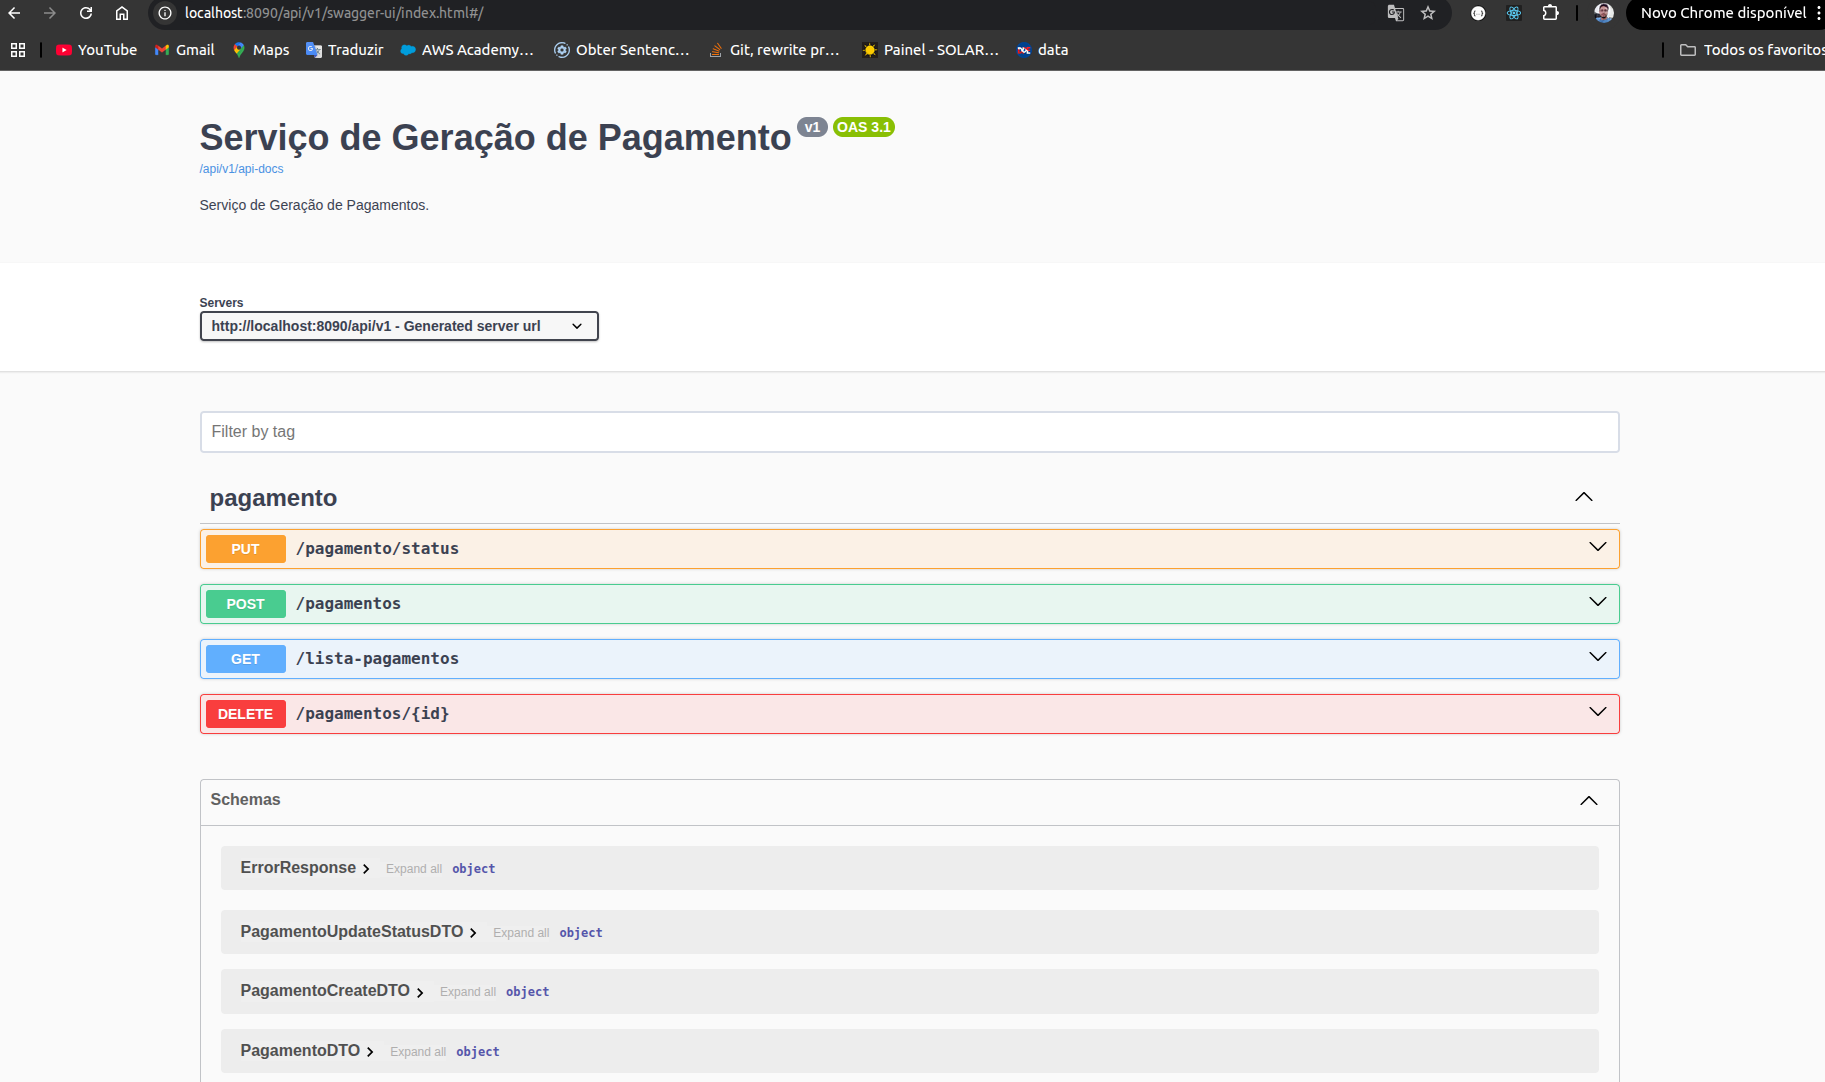 localhost:8090/api/v1/swagger-ui/index.html#/
Novo Chrome disponível
YouTube Gmail Maps Traduzir AWS Academy... Obter Sentenc... Git, rewrite pr... Painel - SOLAR... data Todos os favoritos
Serviço de Geração de Pagamento v1 OAS 3.1
/api/v1/api-docs
Serviço de Geração de Pagamentos.
Servers
http://localhost:8090/api/v1 - Generated server url
Filter by tag
pagamento
PUT /pagamento/status
POST /pagamentos
GET /lista-pagamentos
DELETE /pagamentos/{id}
Schemas
ErrorResponse Expand all object
PagamentoUpdateStatusDTO Expand all object
PagamentoCreateDTO Expand all object
PagamentoDTO Expand all object